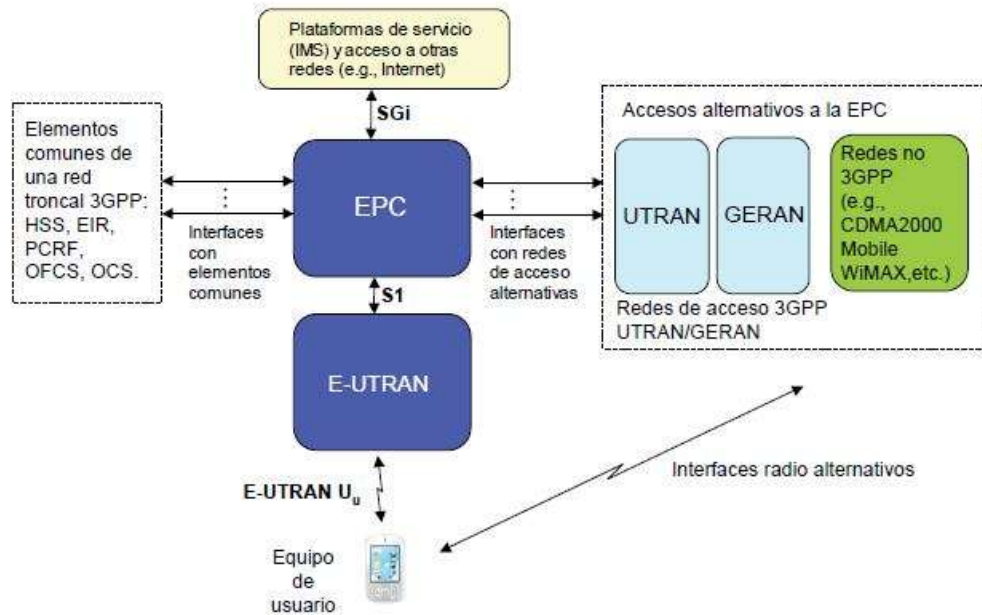 Plataformas de servicio
(IMS) y acceso a otras
redes (e.g., Internet)
SGi
Elementos
comunes de
una red
troncal 3GPP:
HSS, EIR,
PCRF,
OFCS, OCS.
Interfaces
con
elementos
comunes
EPC
Interfaces
con redes
de acceso
alternativas
Accesos alternativos a la EPC
UTRAN
GERAN
Redes no
3GPP
(e.g.,
CDMA2000
Mobile
WiMAX,etc.)
Redes de acceso 3GPP
UTRAN/GERAN
S1
E-UTRAN
E-UTRAN Uu
Interfaces radio alternativos
Equipo
de
usuario